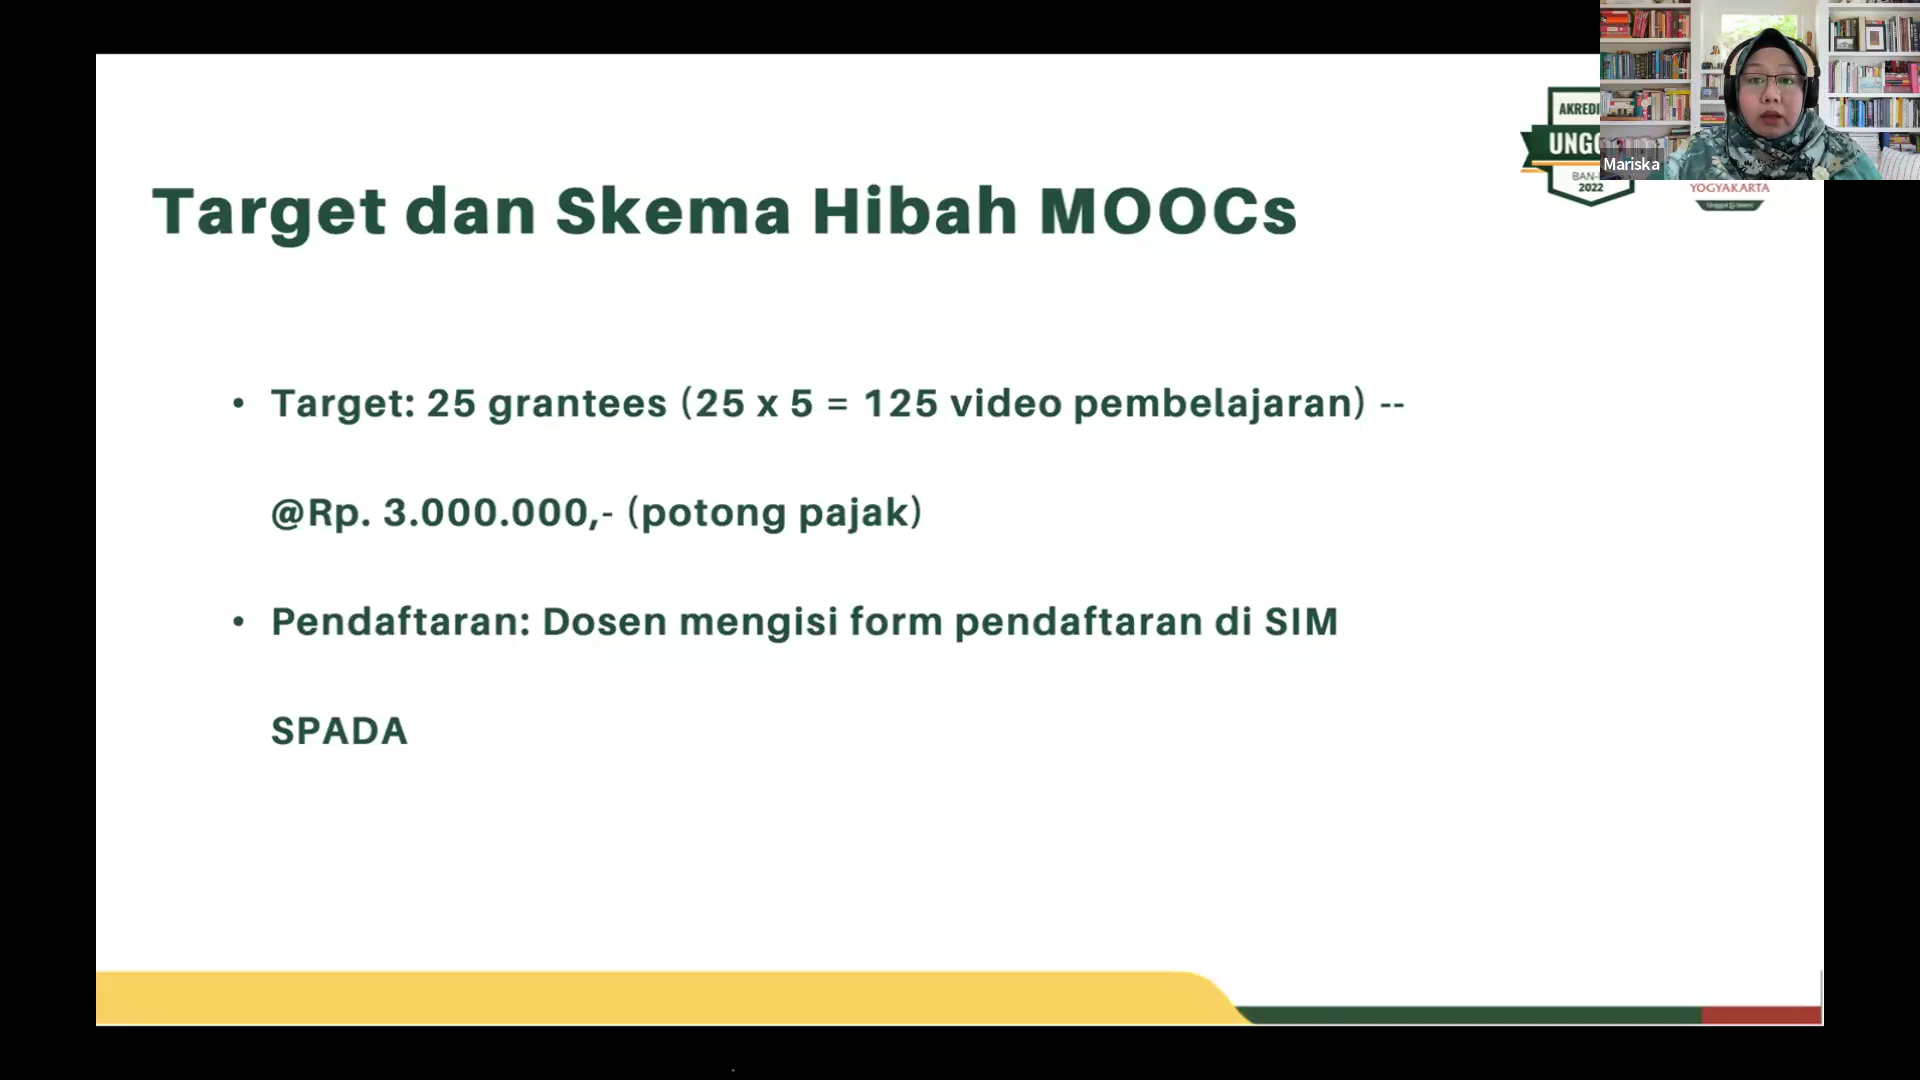 AKREDI
UNGG
BAN-
2022
Mariska
YOGYAKARTA
Target dan Skema Hibah MOOCs
• Target: 25 grantees (25 x 5 = 125 video pembelajaran) --
@Rp. 3.000.000,- (potong pajak)
• Pendaftaran: Dosen mengisi form pendaftaran di SIM
SPADA